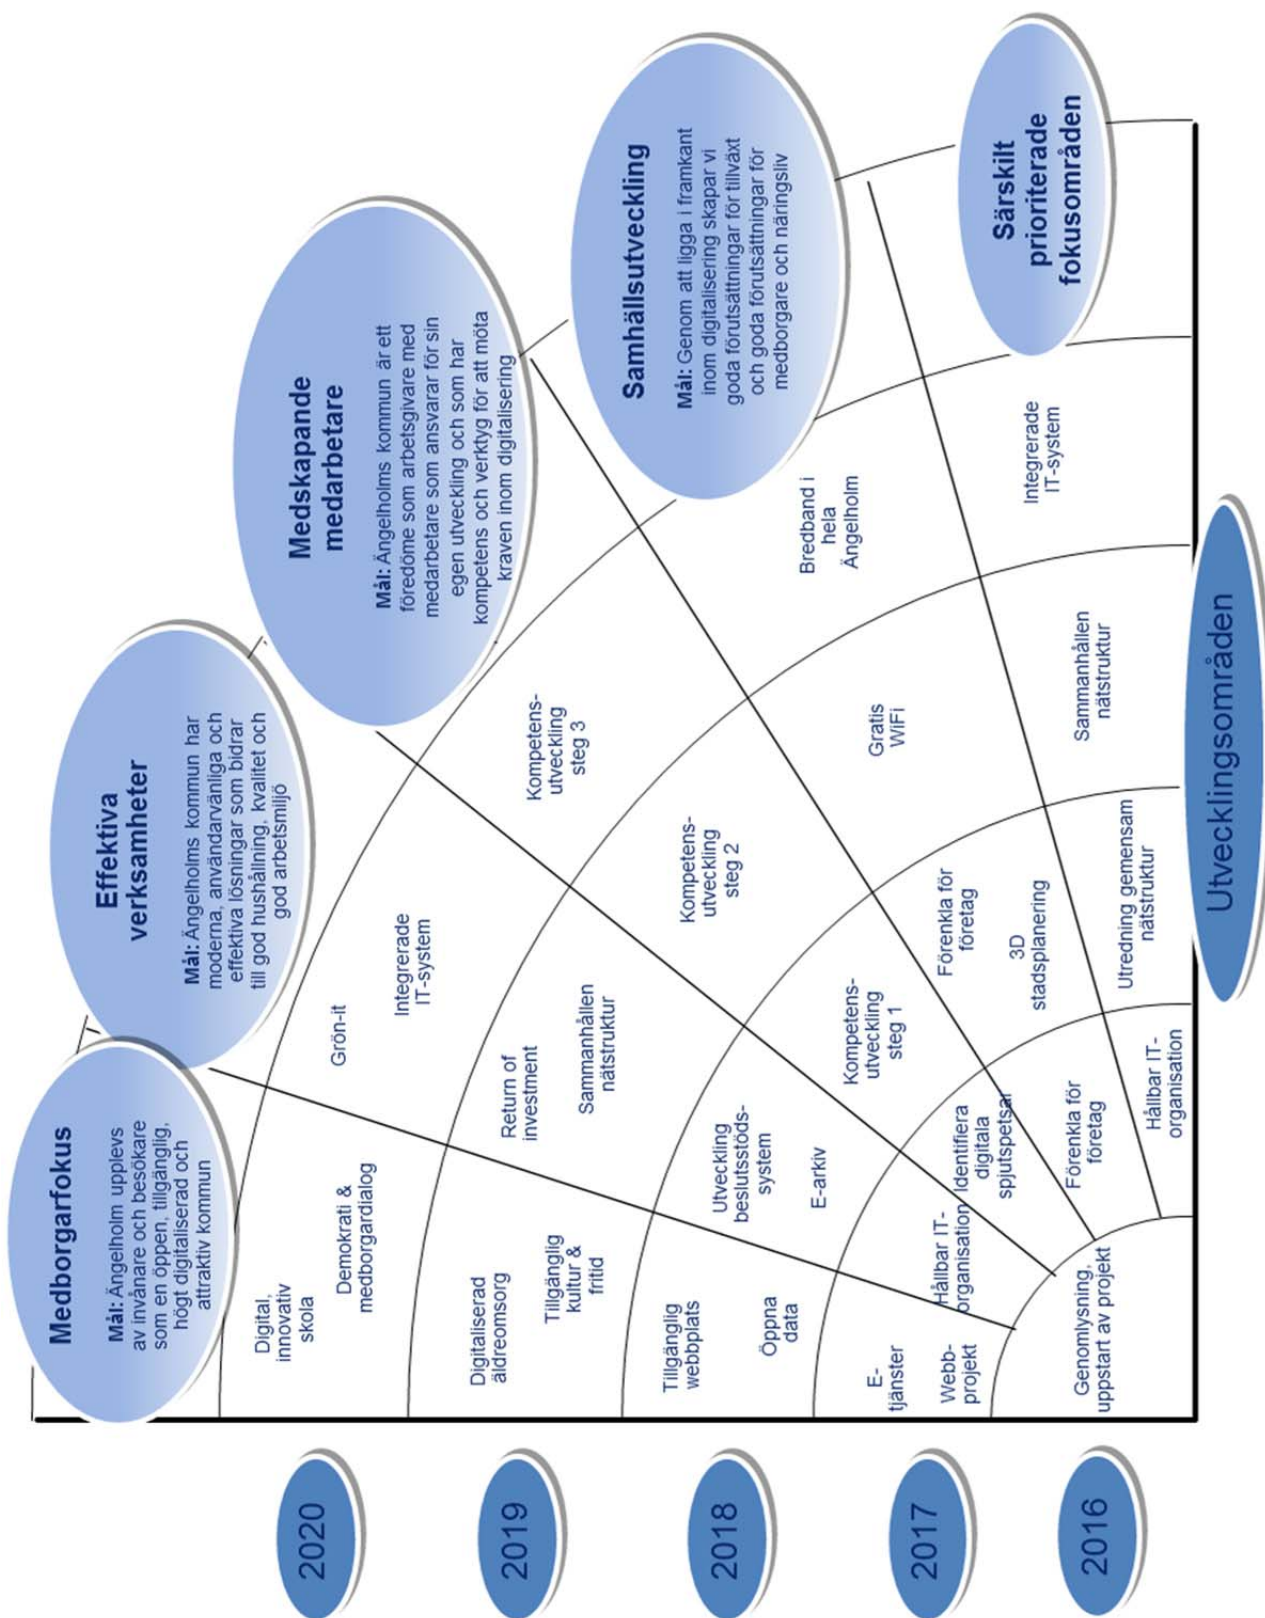 Medborgarfokus
Mål: Ängelholm upplevs
av invånare och besökare
som en öppen, tillgänglig,
högt digitaliserad och
attraktiv kommun
Effektiva
verksamheter
Mål: Ängelholms kommun har
moderna, användarvänliga och
effektiva lösningar som bidrar
till god hushållning, kvalitet och
god arbetsmiljö
Medskapande
medarbetare
Mål: Ängelholms kommun är ett
föredöme som arbetsgivare med
medarbetare som ansvarar för sin
egen utveckling och som har
kompetens och verktyg för att möta
kraven inom digitalisering
Samhällsutveckling
Mål: Genom att ligga i framkant
inom digitalisering skapar vi
goda förutsättningar för tillväxt
och goda förutsättningar för
medborgare och näringsliv
Särskilt
prioriterade
fokusområden
2020
Digital,
innovativ
skola
Demokrati &
medborgardialog
Grön-it
Integrerade
IT-system
Kompetens-
utveckling
steg 3
Bredband i
hela
Ängelholm
Integrerade
IT-system
2019
Digitaliserad
äldreomsorg
Tillgänglig
kultur &
fritid
Return of
investment
Sammanhållen
nätstruktur
Kompetens-
utveckling
steg 2
Gratis
WiFi
Sammanhållen
nätstruktur
2018
Tillgänglig
webbplats
Öppna
data
Utveckling
beslutsstöds-
system
E-arkiv
Kompetens-
utveckling
steg 1
Förenkla för
företag
3D
stadsplanering
Utredning gemensam
nätstruktur
2017
E-
tjänster
Webb-
projekt
Hållbar IT-
organisation
Identifiera
digitala
spjutspetsar
Förenkla för
företag
Hållbar IT-
organisation
2016
Genomlysning,
uppstart av projekt
Utvecklingsområden